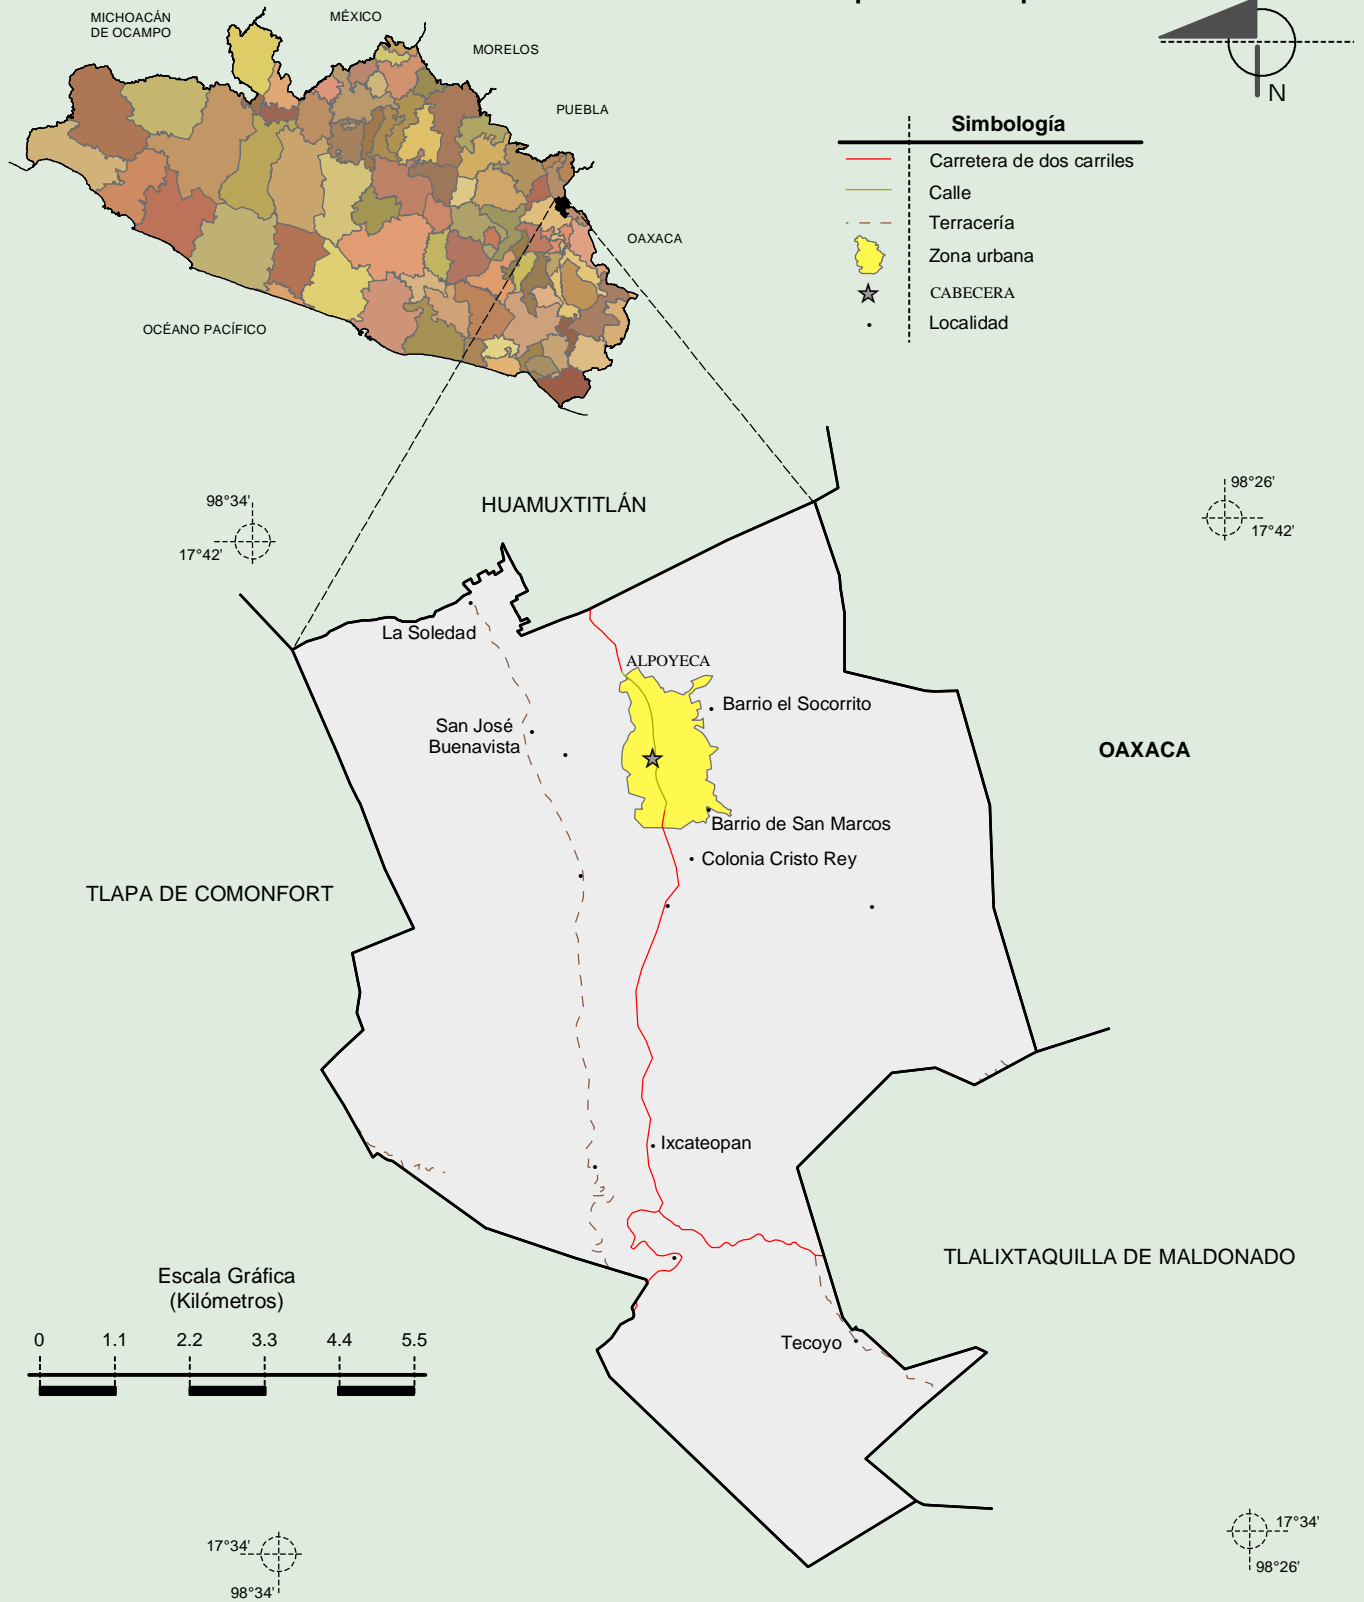 MICHOACÁN
DE OCAMPO
MÉXICO
MORELOS
PUEBLA
OAXACA
OCÉANO PACÍFICO
N
Simbología
Carretera de dos carriles
Calle
Terracería
Zona urbana
CABECERA
Localidad
98°34'
17°42'
98°26'
17°42'
HUAMUXTITLÁN
La Soledad
ALPOYECA
Barrio el Socorrito
San José
Buenavista
OAXACA
Barrio de San Marcos
Colonia Cristo Rey
TLAPA DE COMONFORT
Ixcateopan
TLALIXTAQUILLA DE MALDONADO
Tecoyo
Escala Gráfica
(Kilómetros)
0 1.1 2.2 3.3 4.4 5.5
17°34'
98°34'
17°34'
98°26'